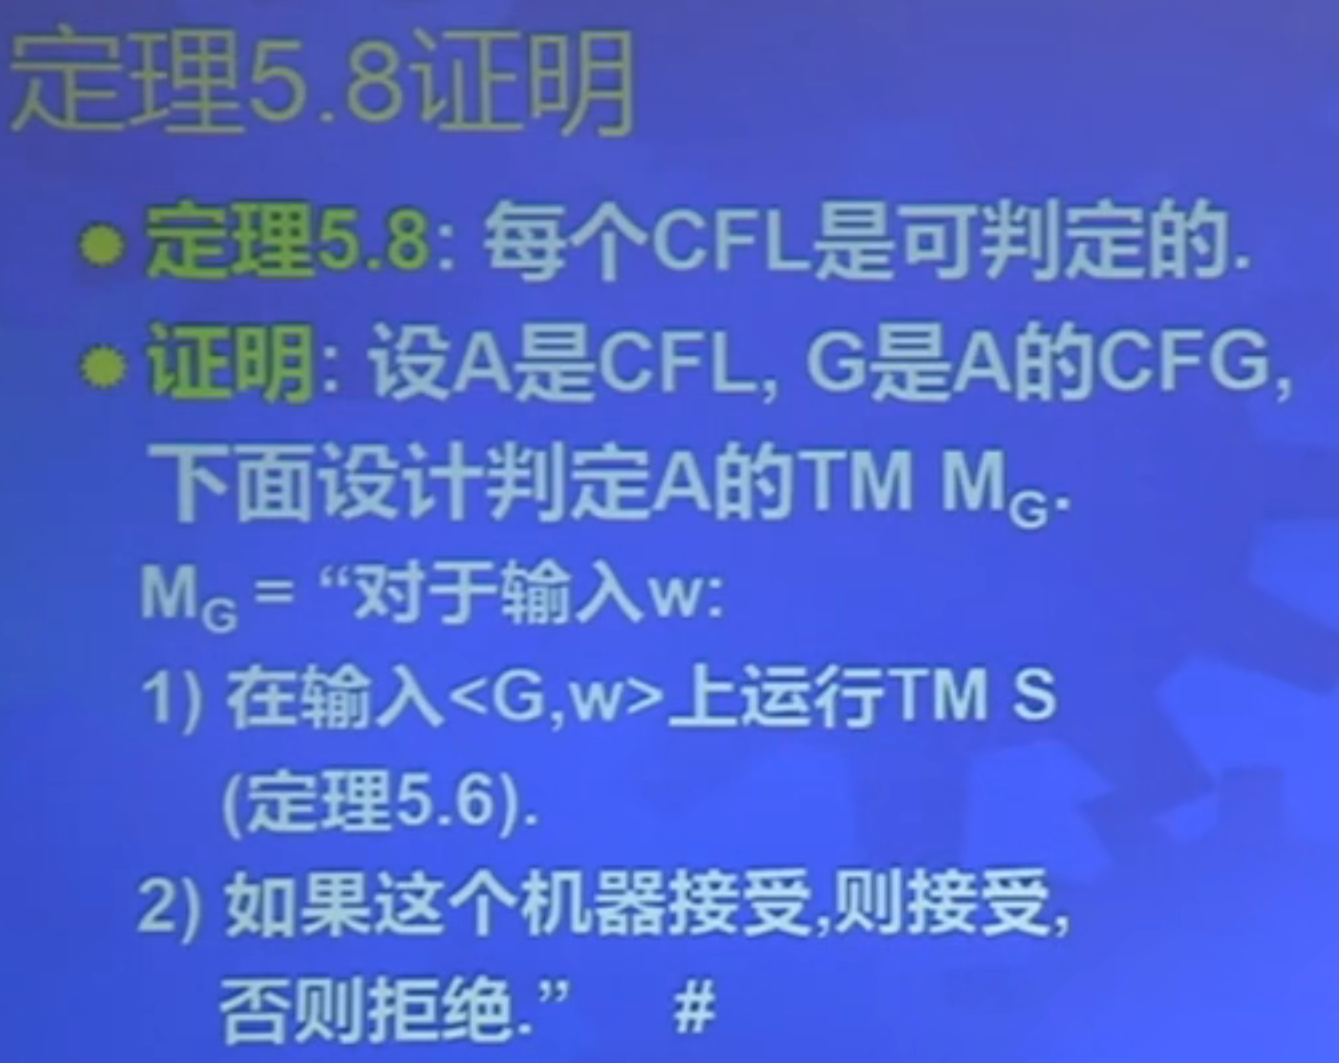 定理5.8证明
定理5.8: 每个CFL是可判定的.
证明: 设A是CFL, G是A的CFG,
下面设计判定A的TM M_G.
M_G = “对于输入w:
1) 在输入<G,w>上运行TM S
(定理5.6).
2) 如果这个机器接受,则接受,
否则拒绝.” #